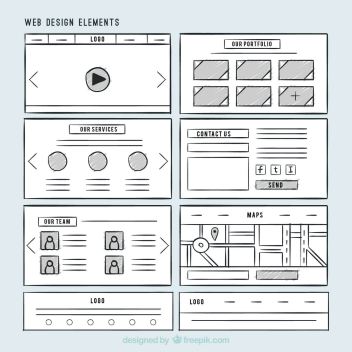 WEB DESIGN ELEMENTS
LOGO
OUR PORTFOLIO
OUR SERVICES
CONTACT US
f t
SEND
OUR TEAM
MAPS
LOGO
LOGO
designed by freepik.com